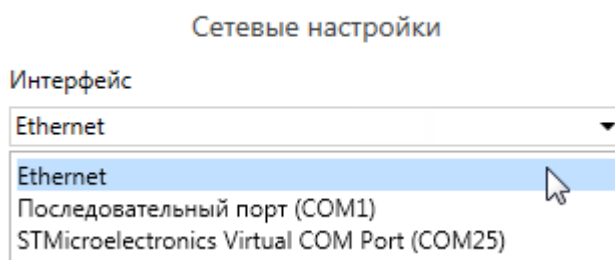 Сетевые настройки
Интерфейс
Ethernet
Ethernet
Последовательный порт (COM1)
STMicroelectronics Virtual COM Port (COM25)